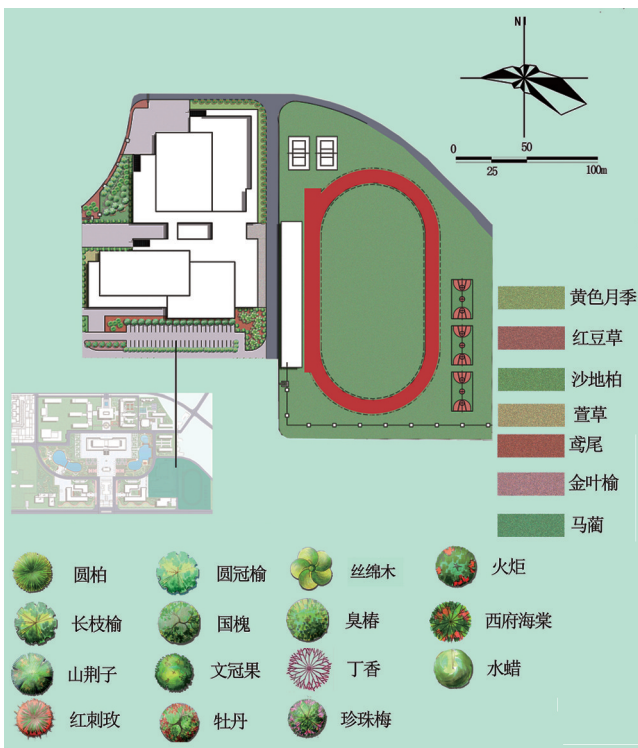 N
0 50
25 100m
黄色月季
红豆草
沙地柏
萱草
鸢尾
金叶榆
马蔺
圆柏 圆冠榆 丝绵木 火炬
长枝榆 国槐 臭椿 西府海棠
山荆子 文冠果 丁香 水蜡
红刺玫 牡丹 珍珠梅